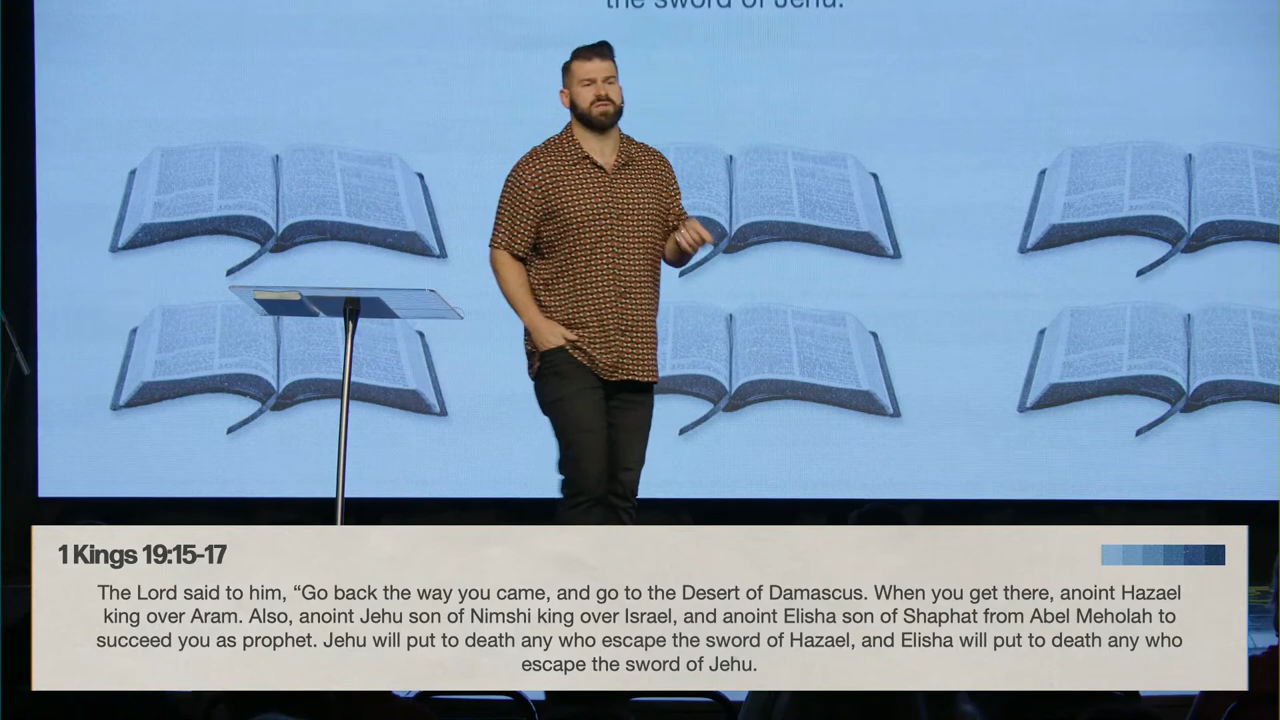 the sword of Jehu.
1 Kings 19:15-17
The Lord said to him, “Go back the way you came, and go to the Desert of Damascus. When you get there, anoint Hazael
king over Aram. Also, anoint Jehu son of Nimshi king over Israel, and anoint Elisha son of Shaphat from Abel Meholah to
succeed you as prophet. Jehu will put to death any who escape the sword of Hazael, and Elisha will put to death any who
escape the sword of Jehu.